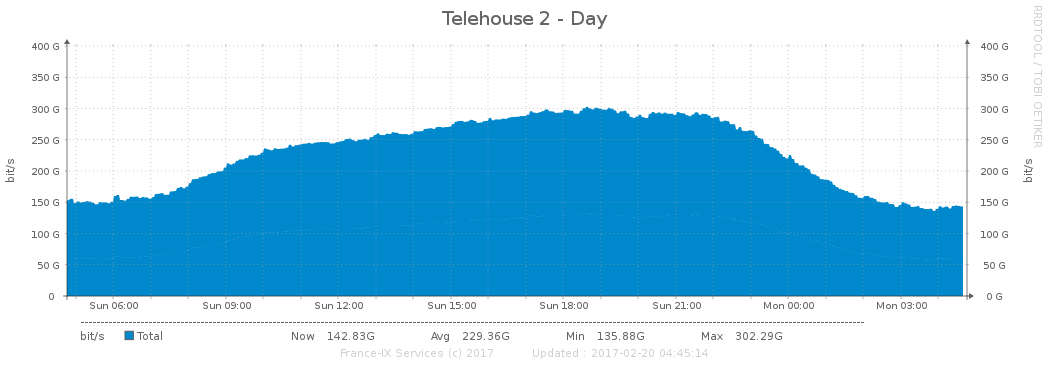 Telehouse 2 - Day
RRDTOOL / TOBI OETIKER
400 G 400 G
350 G 350 G
300 G 300 G
250 G 250 G
200 G 200 G
150 G 150 G
100 G 100 G
50 G 50 G
0 0 G
bit/s bit/s
Sun 06:00 Sun 09:00 Sun 12:00 Sun 15:00 Sun 18:00 Sun 21:00 Mon 00:00 Mon 03:00
bit/s Total Now 142.83G Avg 229.36G Min 135.88G Max 302.29G
France-IX Services (c) 2017 Updated : 2017-02-20 04:45:14